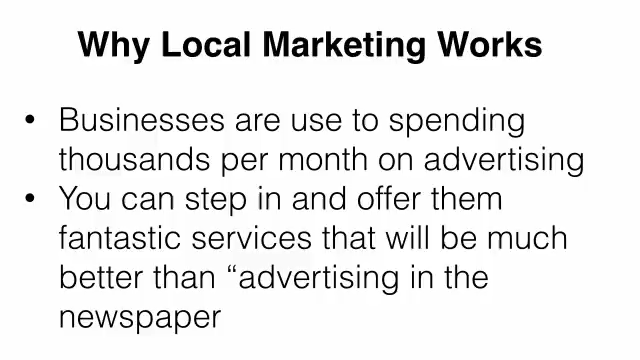 Why Local Marketing Works
• Businesses are use to spending
thousands per month on advertising
• You can step in and offer them
fantastic services that will be much
better than “advertising in the
newspaper